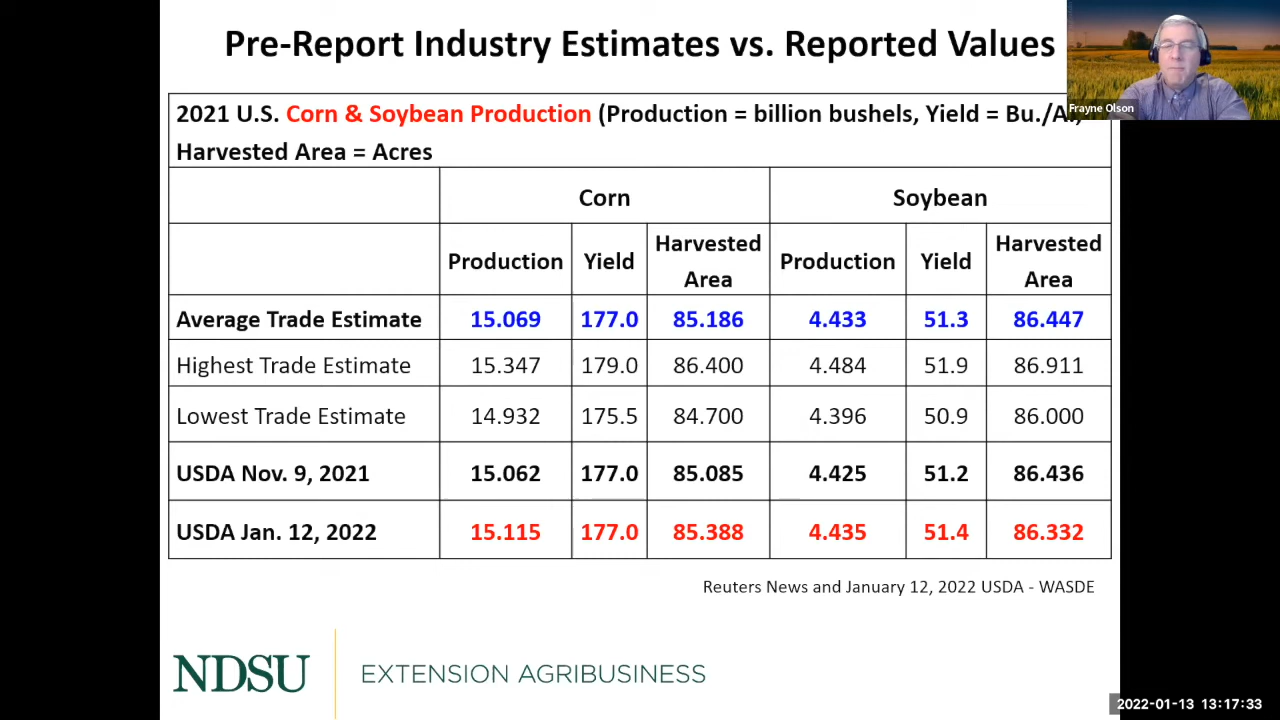 Pre-Report Industry Estimates vs. Reported Values
Frayne Olson
2021 U.S. Corn & Soybean Production (Production = billion bushels, Yield = Bu./A
Harvested Area = Acres
Corn Soybean
Production Yield Harvested Area Production Yield Harvested Area
Average Trade Estimate 15.069 177.0 85.186 4.433 51.3 86.447
Highest Trade Estimate 15.347 179.0 86.400 4.484 51.9 86.911
Lowest Trade Estimate 14.932 175.5 84.700 4.396 50.9 86.000
USDA Nov. 9, 2021 15.062 177.0 85.085 4.425 51.2 86.436
USDA Jan. 12, 2022 15.115 177.0 85.388 4.435 51.4 86.332
Reuters News and January 12, 2022 USDA - WASDE
NDSU EXTENSION AGRIBUSINESS
2022-01-13 13:17:33